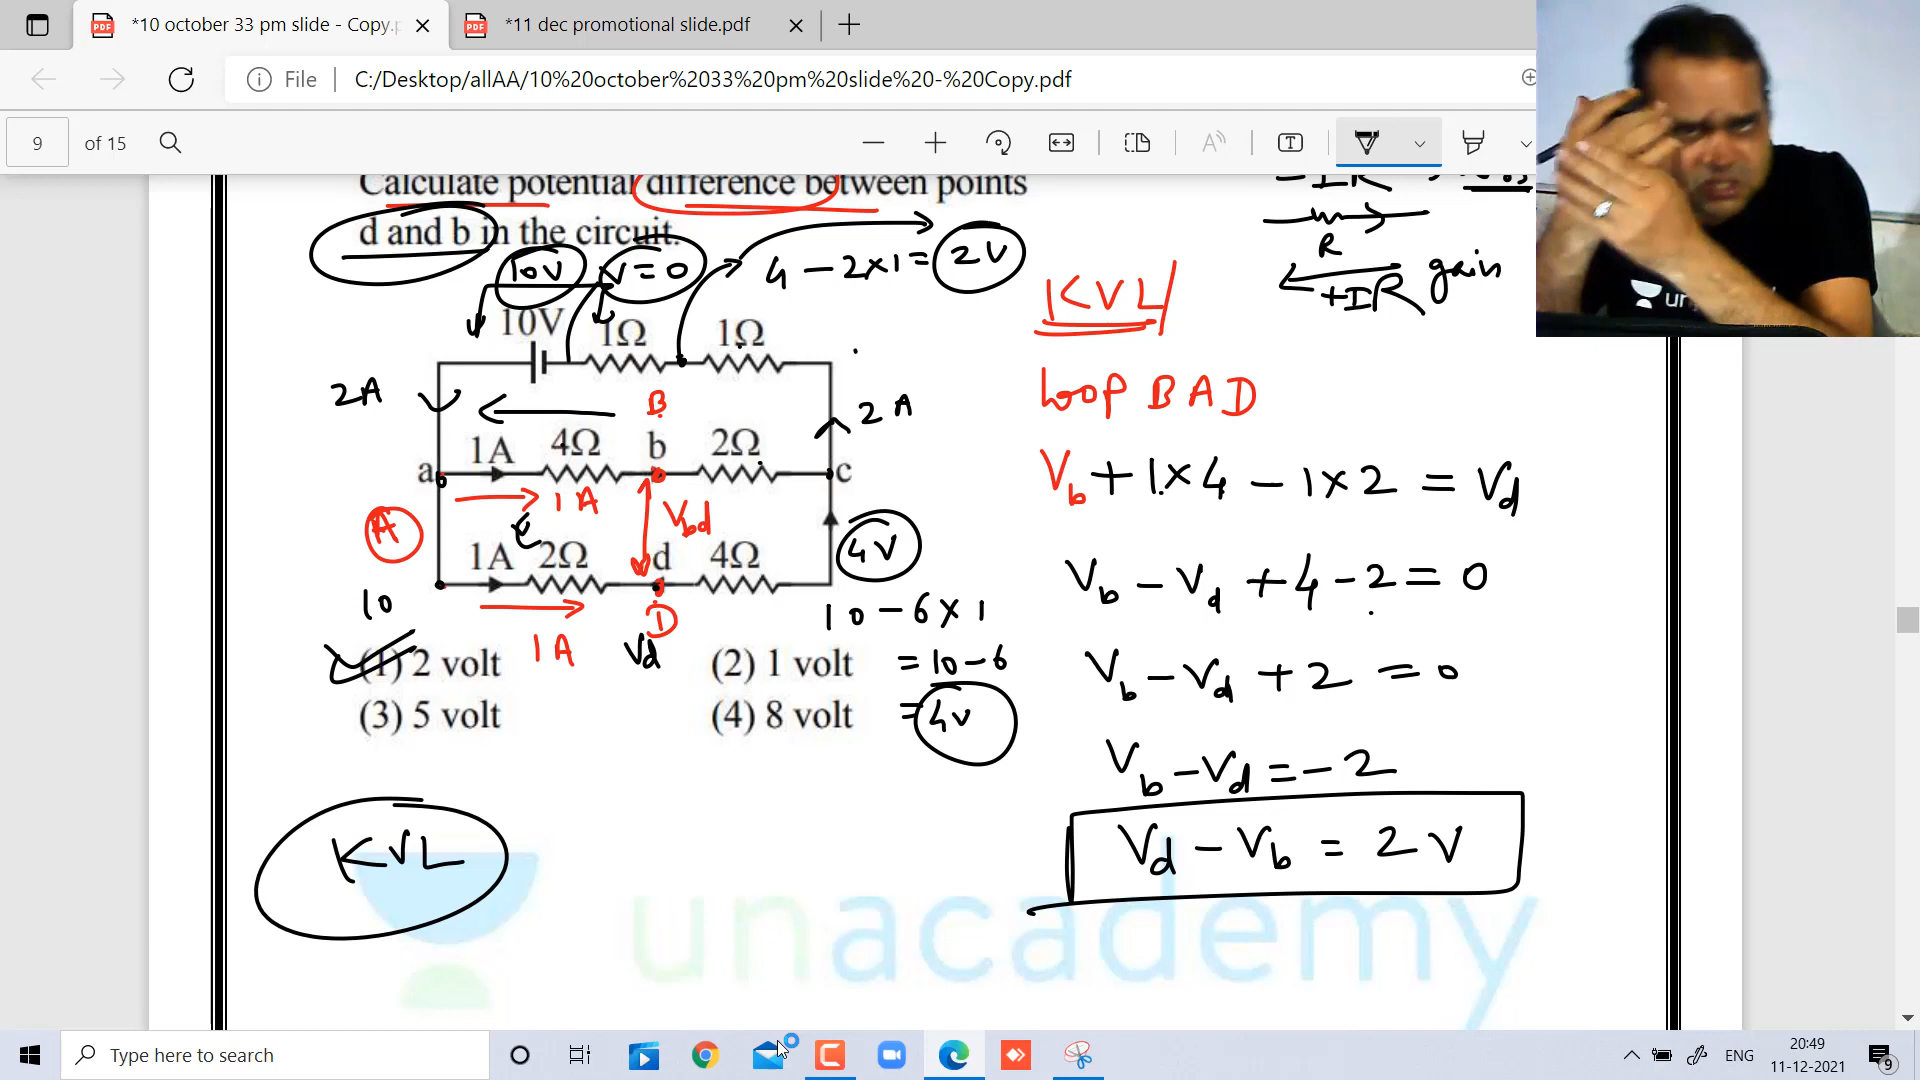 *10 october 33 pm slide - Copy.p
*11 dec promotional slide.pdf
File
C:/Desktop/allAA/10%20october%2033%20pm%20slide%20-%20Copy.pdf
9 of 15
Calculate potential difference between points
d and b in the circuit.
10V
V=0
4 - 2×1= 2V
-IR
R
+IR gain
10V 1Ω 1Ω
KVL
Loop BAD
2A
2A
B
1A 4Ω b 2Ω
a
c
1A
Vbd
A
1A 2Ω d 4Ω
4V
1A
D
Vd
10
10-6×1
= 10-6
= 4V
(1) 2 volt (2) 1 volt
(3) 5 volt (4) 8 volt
Vb + 1×4 - 1×2 = Vd
Vb - Vd + 4 - 2 = 0
Vb - Vd + 2 = 0
Vb - Vd = - 2
Vd - Vb = 2 V
KVL
unacademy
un
Type here to search
ENG
20:49
11-12-2021
9